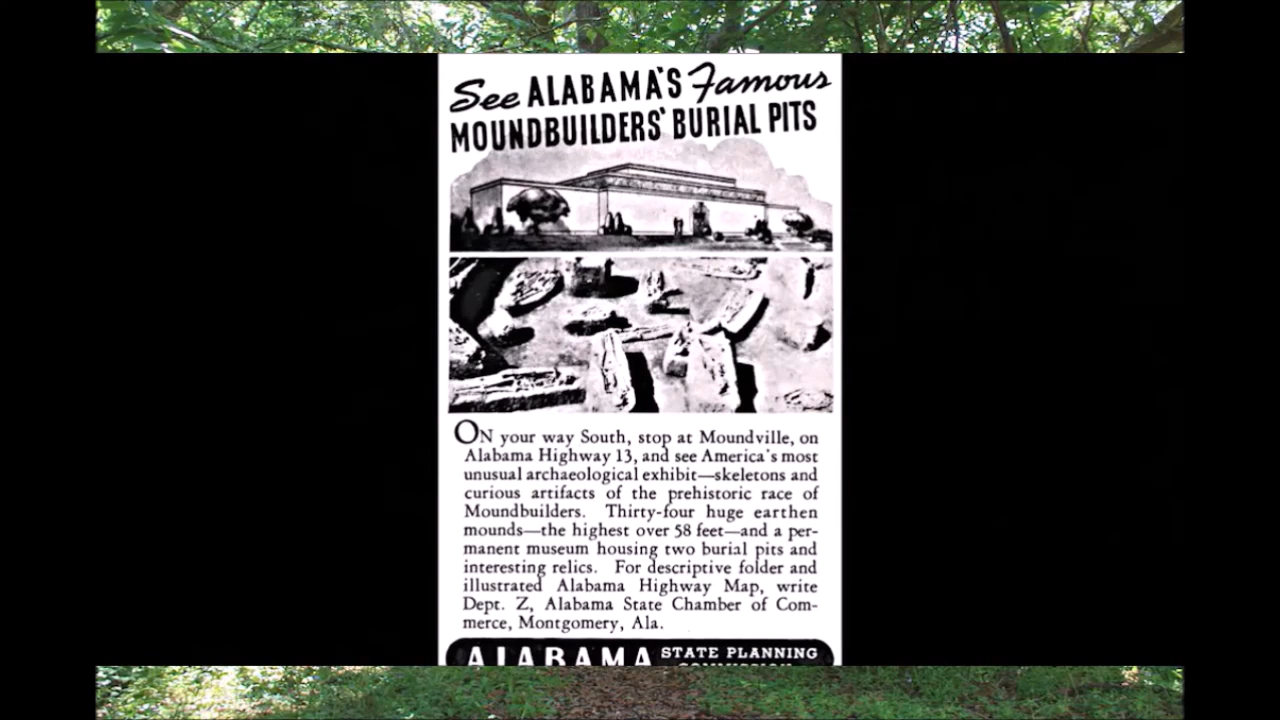 See ALABAMA'S Famous
MOUNDBUILDERS' BURIAL PITS
ON your way South, stop at Moundville, on
Alabama Highway 13, and see America's most
unusual archaeological exhibit—skeletons and
curious artifacts of the prehistoric race of
Moundbuilders. Thirty-four huge earthen
mounds—the highest over 58 feet—and a per-
manent museum housing two burial pits and
interesting relics. For descriptive folder and
illustrated Alabama Highway Map, write
Dept. Z, Alabama State Chamber of Com-
merce, Montgomery, Ala.
ALABAMA STATE PLANNING
COMMISSION